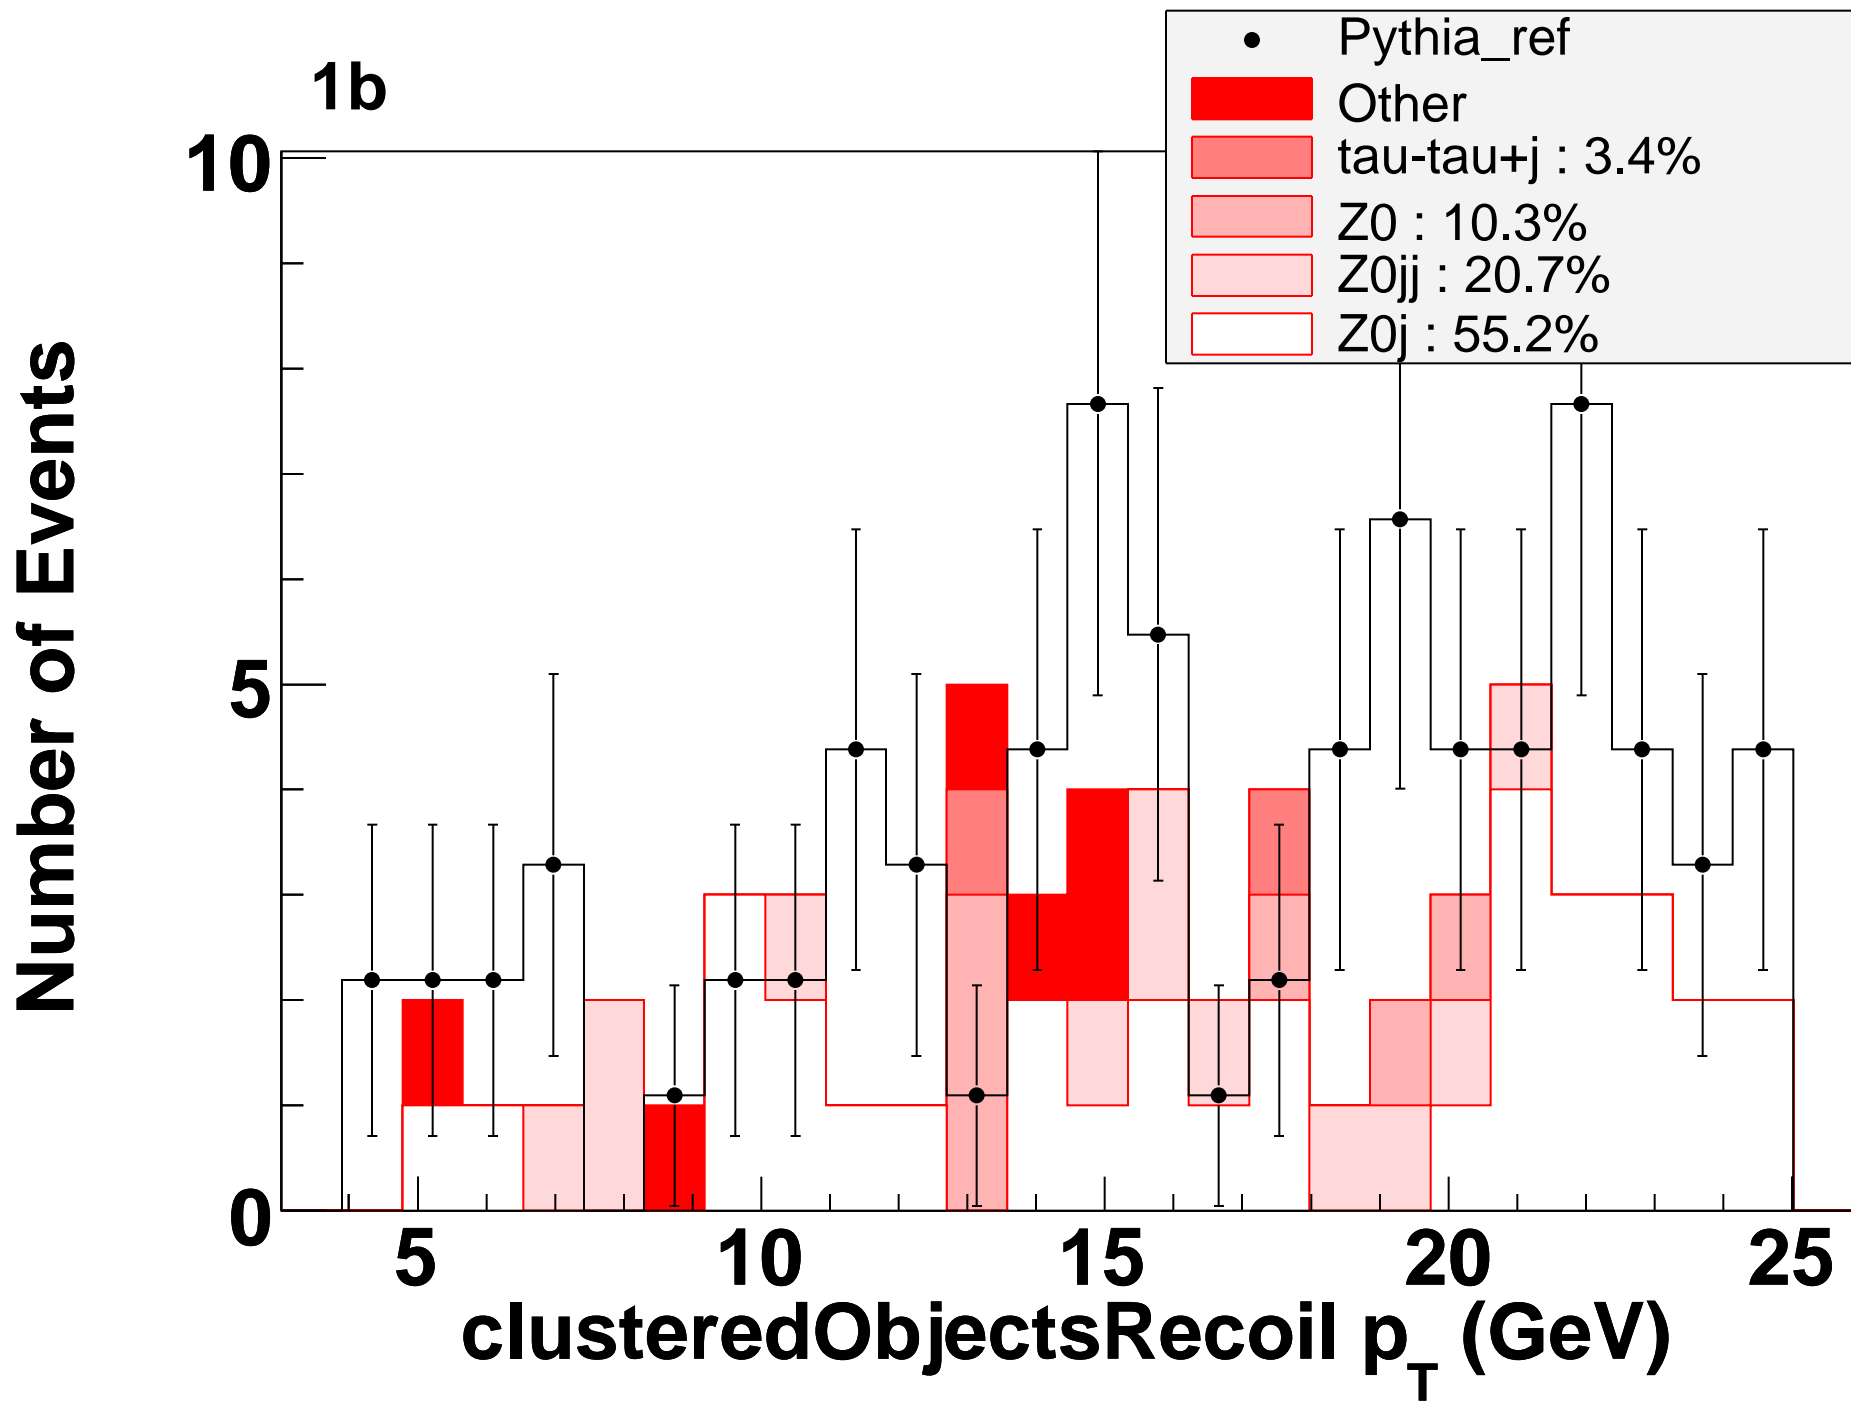 1b
Pythia_ref
Other
tau-tau+j : 3.4%
Z0 : 10.3%
Z0jj : 20.7%
Z0j : 55.2%
Number of Events
10
5
0
5 10 15 20 25
clusteredObjectsRecoil p_T (GeV)